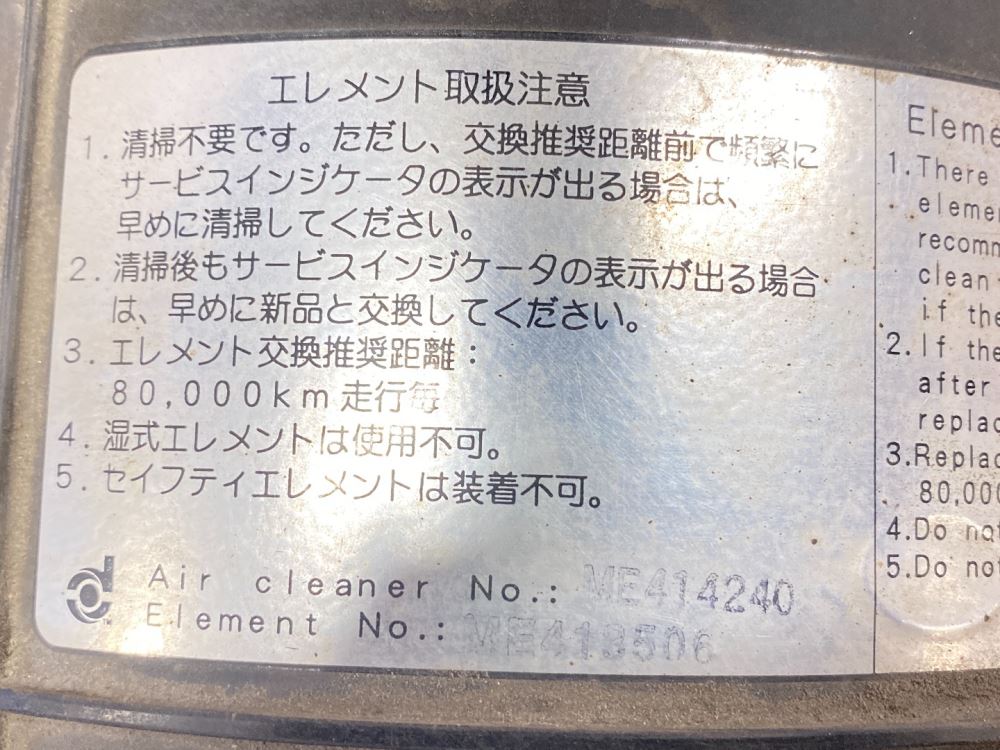 エレメント取扱注意
1. 清掃不要です。ただし、交換推奨距離前で頻繁に
サービスインジケータの表示が出る場合は、
早めに清掃してください。
2. 清掃後もサービスインジケータの表示が出る場合
は、早めに新品と交換してください。
3. エレメント交換推奨距離:
80,000km走行毎
4. 湿式エレメントは使用不可。
5. セイフティエレメントは装着不可。
Air cleaner No.: ME414240
Element No.: ME413506
Eleme
1. There
eleme
recomm
clean
if the
2. If the
after
replac
3. Replac
80,000
4. Do not
5. Do not